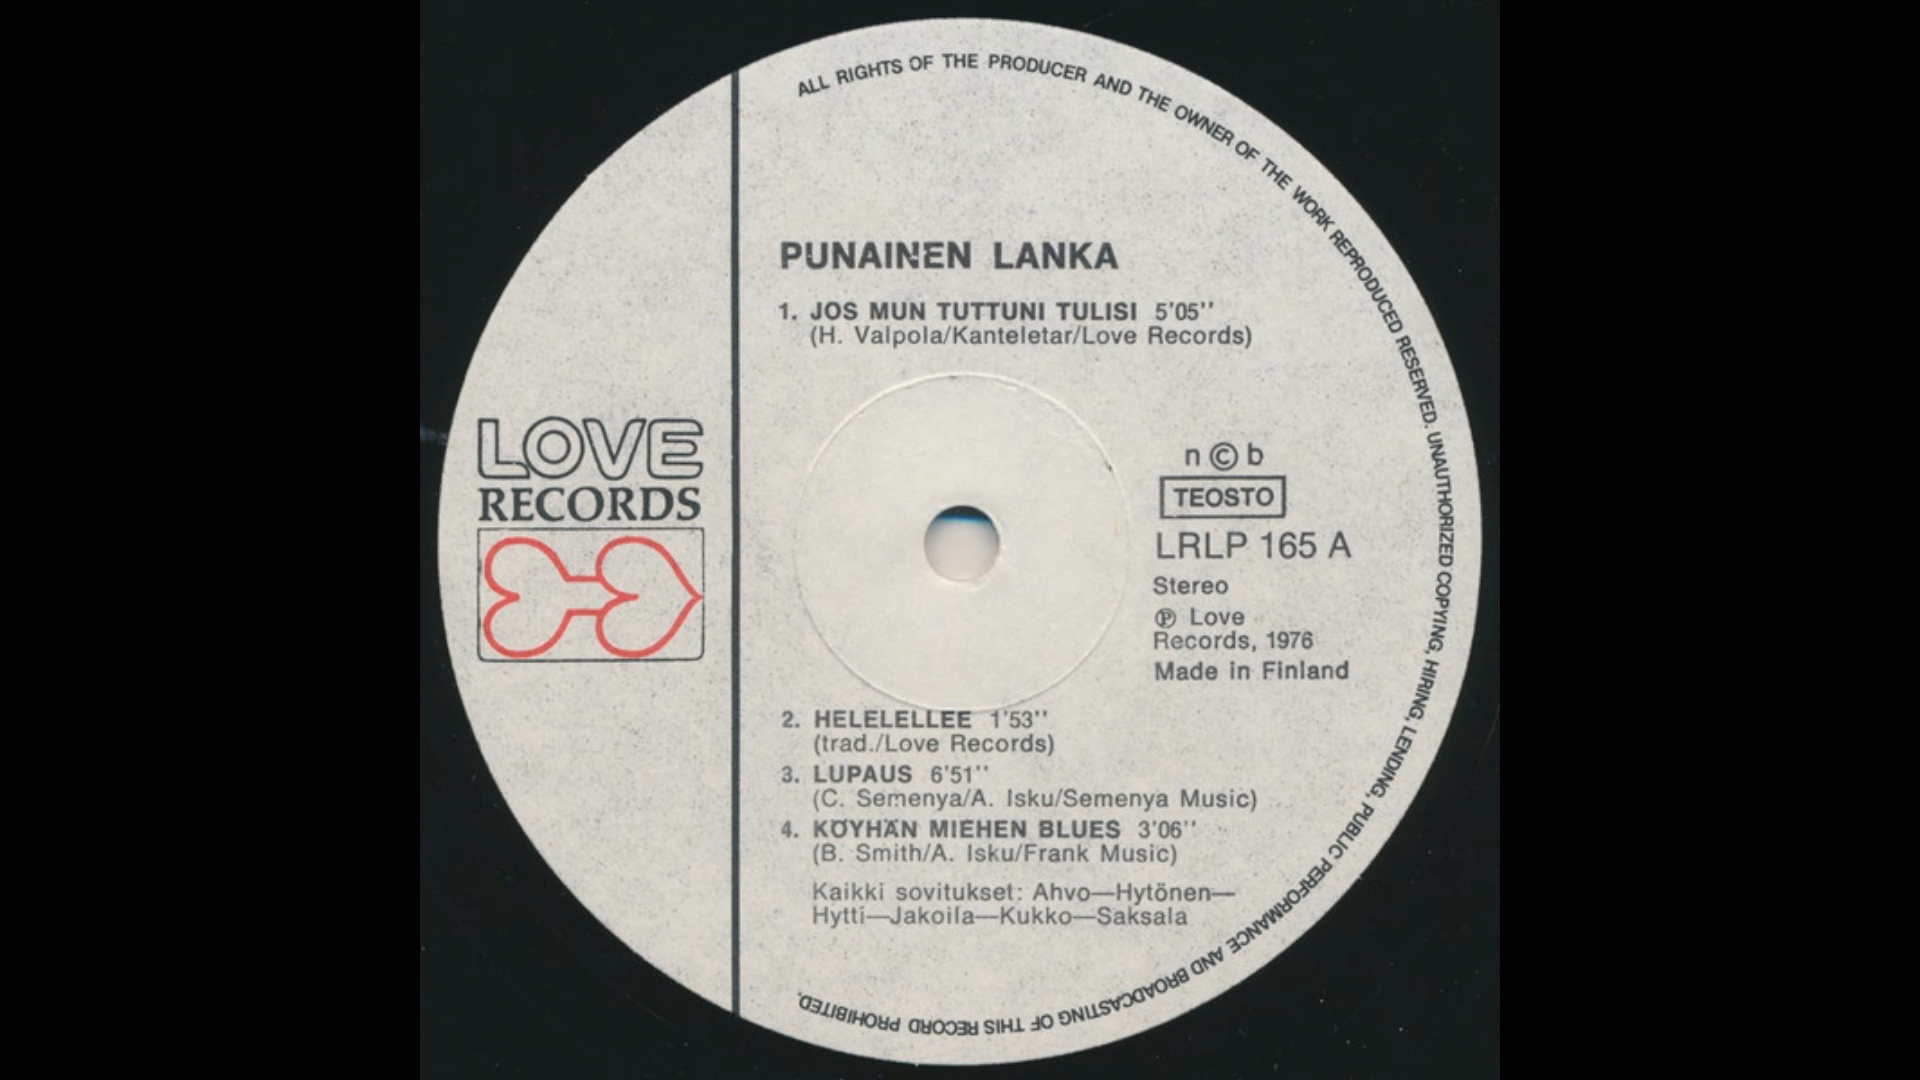 ALL RIGHTS OF THE PRODUCER AND THE OWNER OF THE WORK REPRODUCED RESERVED. UNAUTHORIZED COPYING, HIRING, LENDING, PUBLIC PERFORMANCE AND BROADCASTING OF THIS RECORD PROHIBITED.
PUNAINEN LANKA
1. JOS MUN TUTTUNI TULISI 5'05''
(H. Valpola/Kanteletar/Love Records)
LOVE
RECORDS
n © b
TEOSTO
LRLP 165 A
Stereo
℗ Love
Records, 1976
Made in Finland
2. HELELELLEE 1'53''
(trad./Love Records)
3. LUPAUS 6'51''
(C. Semenya/A. Isku/Semenya Music)
4. KÖYHÄN MIEHEN BLUES 3'06''
(B. Smith/A. Isku/Frank Music)
Kaikki sovitukset: Ahvo—Hytönen—
Hytti—Jakoila—Kukko—Saksala